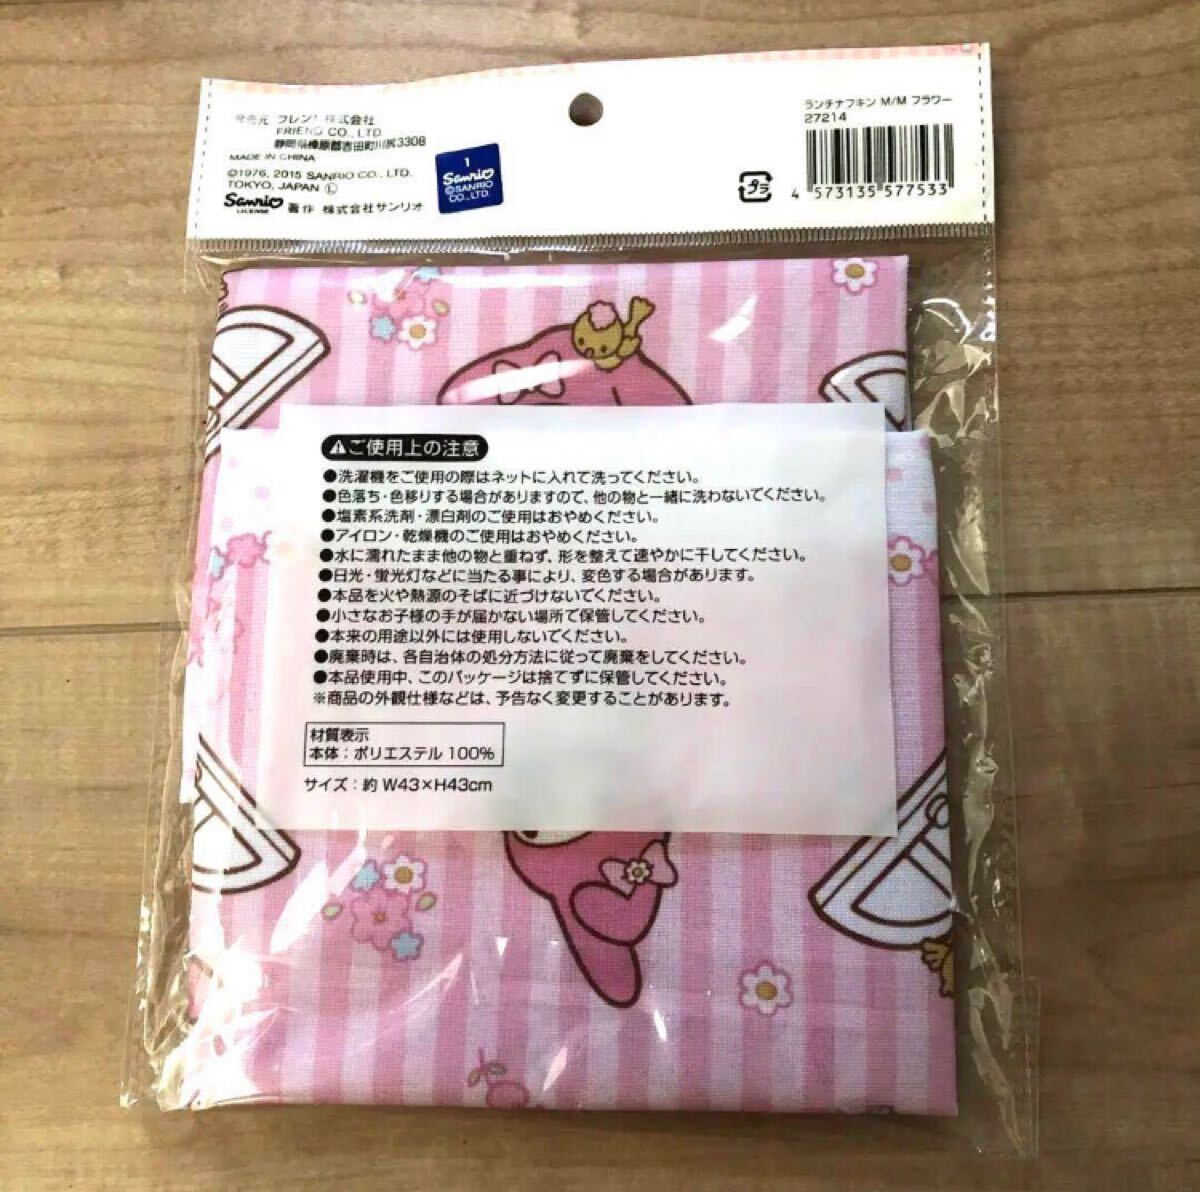 発売元 フレンド株式会社
FRIEND CO., LTD.
静岡県榛原郡吉田町川尻3308
MADE IN CHINA
©1976, 2015 SANRIO CO., LTD.
TOKYO, JAPAN Ⓛ
Sanrio
LICENSE
著作 株式会社サンリオ
1
Sanrio
©SANRIO
CO., LTD.
ランチナフキン M/M フラワー
27214
プラ
4 573135 577533
ご使用上の注意
●洗濯機をご使用の際はネットに入れて洗ってください。
●色落ち・色移りする場合がありますので、他の物と一緒に洗わないでください。
●塩素系洗剤・漂白剤のご使用はおやめください。
●アイロン・乾燥機のご使用はおやめください。
●水に濡れたまま他の物と重ねず、形を整えて速やかに干してください。
●日光・蛍光灯などに当たる事により、変色する場合があります。
●本品を火や熱源のそばに近づけないでください。
●小さなお子様の手が届かない場所で保管してください。
●本来の用途以外には使用しないでください。
●廃棄時は、各自治体の処分方法に従って廃棄をしてください。
●本品使用中、このパッケージは捨てずに保管してください。
※商品の外観仕様などは、予告なく変更することがあります。
材質表示
本体：ポリエステル 100%
サイズ：約 W43×H43cm